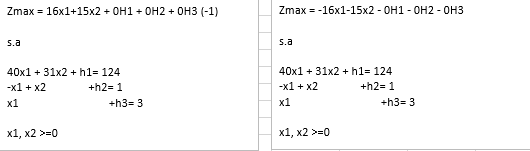 Zmax = 16x1+15x2 + 0H1 + 0H2 + 0H3 (-1)
s.a
40x1 + 31x2 + h1= 124
-x1 + x2 +h2= 1
x1 +h3= 3
x1, x2 >=0
Zmax = -16x1-15x2 - 0H1 - 0H2 - 0H3
s.a
40x1 + 31x2 + h1= 124
-x1 + x2 +h2= 1
x1 +h3= 3
x1, x2 >=0